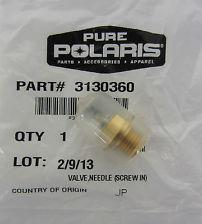 PURE
POLARIS
PARTS • ACCESSORIES • APPAREL
PART# 3130360
QTY 1
LOT: 2/9/13
VALVE,NEEDLE (SCREW IN)
COUNTRY OF ORIGIN JP